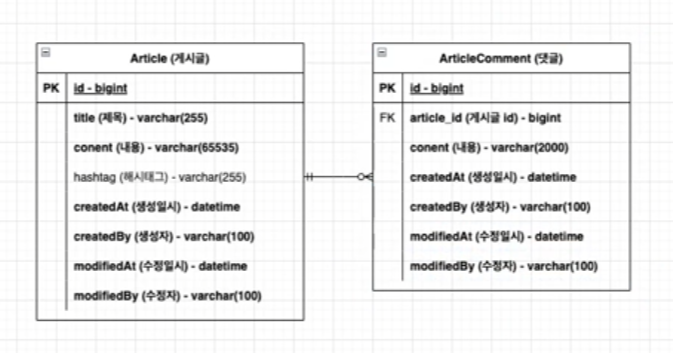 Article (게시글)
PK id - bigint
title (제목) - varchar(255)
conent (내용) - varchar(65535)
hashtag (해시태그) - varchar(255)
createdAt (생성일시) - datetime
createdBy (생성자) - varchar(100)
modifiedAt (수정일시) - datetime
modifiedBy (수정자) - varchar(100)
ArticleComment (댓글)
PK id - bigint
FK article_id (게시글 id) - bigint
conent (내용) - varchar(2000)
createdAt (생성일시) - datetime
createdBy (생성자) - varchar(100)
modifiedAt (수정일시) - datetime
modifiedBy (수정자) - varchar(100)